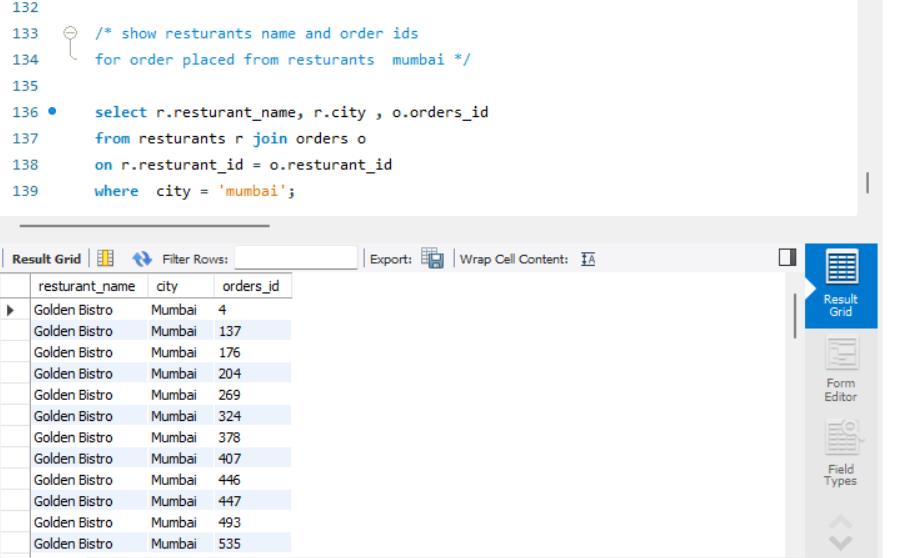 132
133 /* show resturants name and order ids
134 for order placed from resturants  mumbai */
135
136 select r.resturant_name, r.city , o.orders_id
137 from resturants r join orders o
138 on r.resturant_id = o.resturant_id
139 where  city = 'mumbai';
Result Grid Filter Rows: Export: Wrap Cell Content: IA
resturant_name city orders_id
Golden Bistro Mumbai 4
Golden Bistro Mumbai 137
Golden Bistro Mumbai 176
Golden Bistro Mumbai 204
Golden Bistro Mumbai 269
Golden Bistro Mumbai 324
Golden Bistro Mumbai 378
Golden Bistro Mumbai 407
Golden Bistro Mumbai 446
Golden Bistro Mumbai 447
Golden Bistro Mumbai 493
Golden Bistro Mumbai 535
Result
Grid
Form
Editor
Field
Types